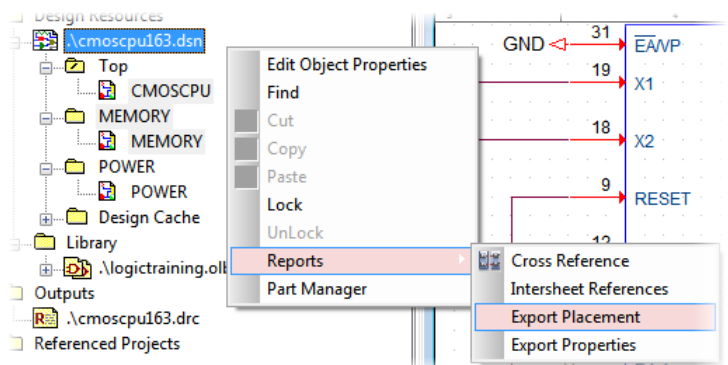 Design Resources
.\cmoscpu163.dsn
Top
CMOSCPU
MEMORY
MEMORY
POWER
POWER
Design Cache
Library
.\logictraining.olb
Outputs
.\cmoscpu163.drc
Referenced Projects
Edit Object Properties
Find
Cut
Copy
Paste
Lock
UnLock
Reports
Part Manager
Cross Reference
Intersheet References
Export Placement
Export Properties
GND 31 EA/VP
19 X1
18 X2
9 RESET
12